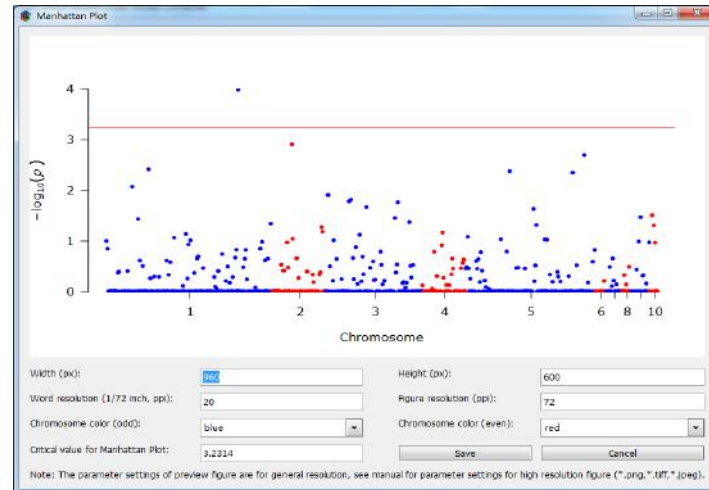 Manhattan Plot
4
3
2
1
0
-log10(p)
1 2 3 4 5 6 8 10
Chromosome
Width (px): 960 Height (px): 600
Word resolution (1/72 inch, ppi): 20 Figure resolution (ppi): 72
Chromosome color (odd): blue Chromosome color (even): red
Critical value for Manhattan Plot: 3.2314 Save Cancel
Note: The parameter settings of preview figure are for general resolution, see manual for parameter settings for high resolution figure (*.png,*.tiff,*.jpeg).